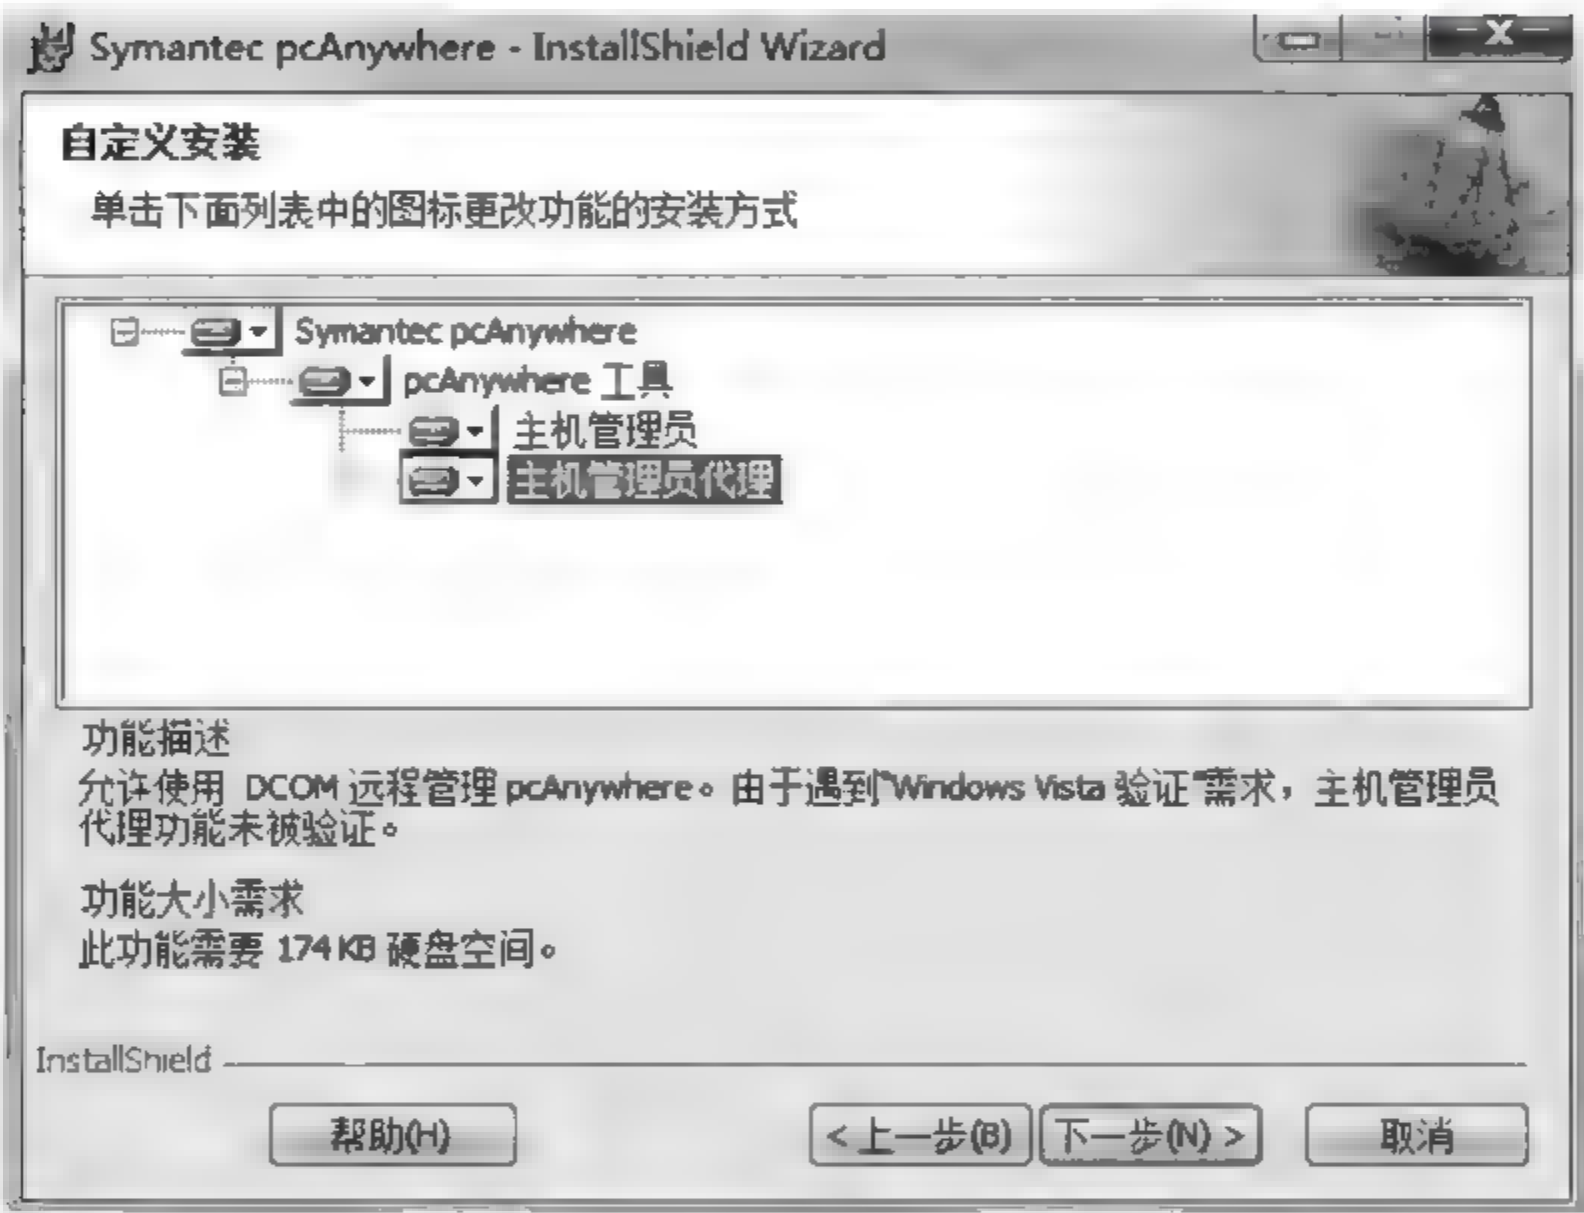 Symantec pcAnywhere - InstallShield Wizard
自定义安装
单击下面列表中的图标更改功能的安装方式
Symantec pcAnywhere
pcAnywhere 工具
主机管理员
主机管理员代理
功能描述
允许使用 DCOM 远程管理 pcAnywhere。由于遇到"Windows Vista 验证"需求，主机管理员
代理功能未被验证。
功能大小需求
此功能需要 174 KB 硬盘空间。
InstallShield
帮助(H)
< 上一步(B)
下一步(N) >
取消